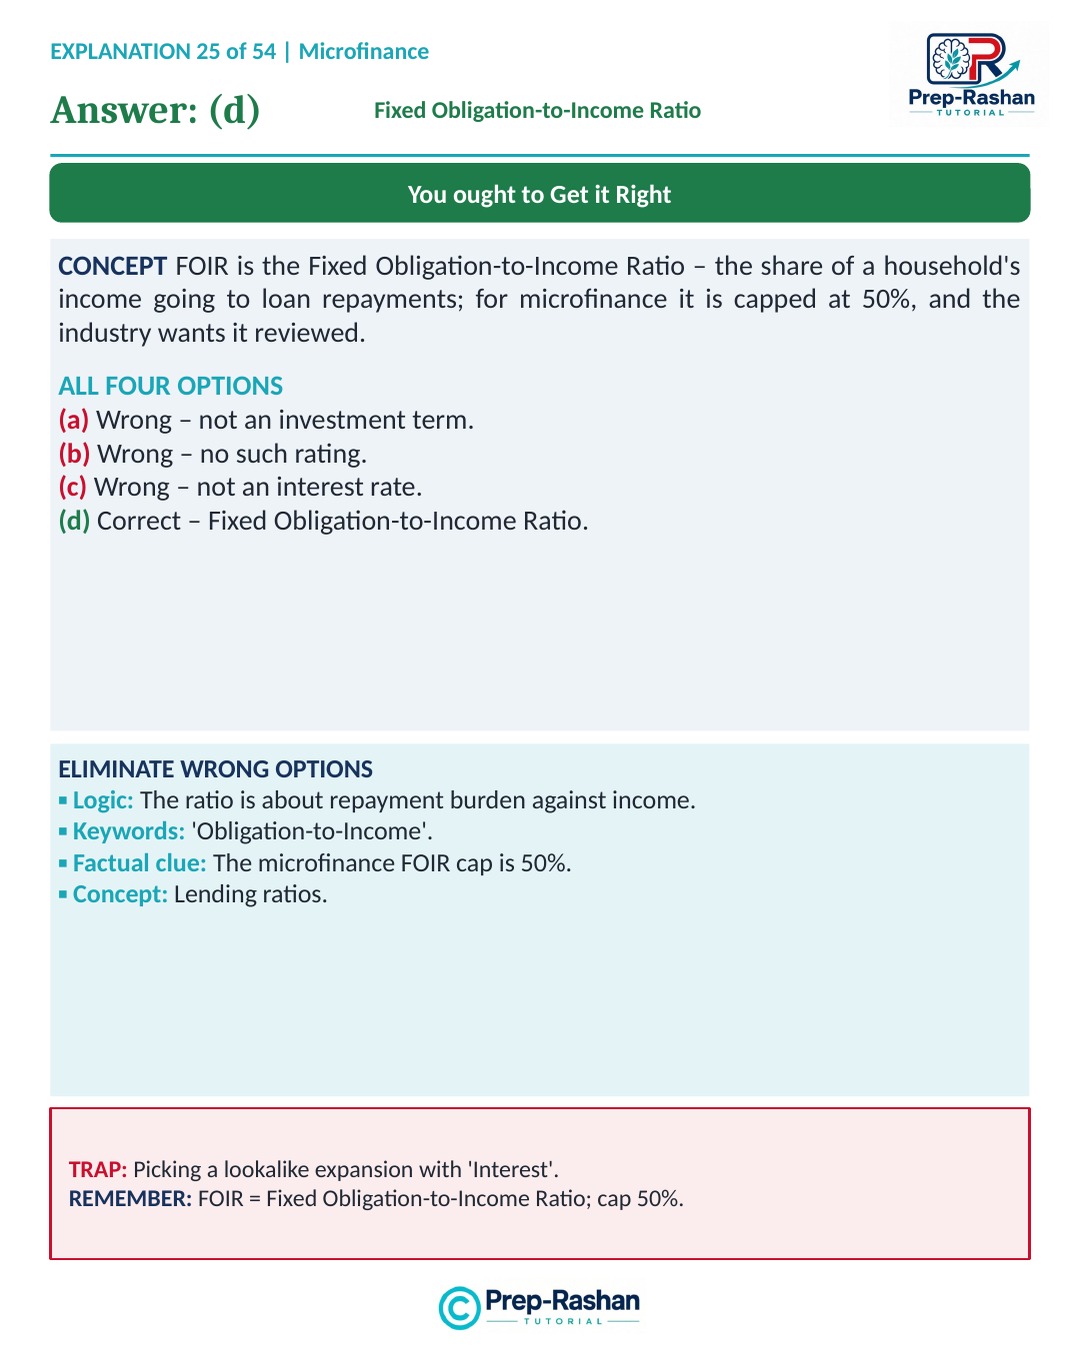 EXPLANATION 25 of 54 | Microfinance
Prep-Rashan
TUTORIAL
Answer: (d)
Fixed Obligation-to-Income Ratio
You ought to Get it Right
CONCEPT FOIR is the Fixed Obligation-to-Income Ratio – the share of a household's
income going to loan repayments; for microfinance it is capped at 50%, and the
industry wants it reviewed.
ALL FOUR OPTIONS
(a) Wrong – not an investment term.
(b) Wrong – no such rating.
(c) Wrong – not an interest rate.
(d) Correct – Fixed Obligation-to-Income Ratio.
ELIMINATE WRONG OPTIONS
▪ Logic: The ratio is about repayment burden against income.
▪ Keywords: 'Obligation-to-Income'.
▪ Factual clue: The microfinance FOIR cap is 50%.
▪ Concept: Lending ratios.
TRAP: Picking a lookalike expansion with 'Interest'.
REMEMBER: FOIR = Fixed Obligation-to-Income Ratio; cap 50%.
© Prep-Rashan
TUTORIAL